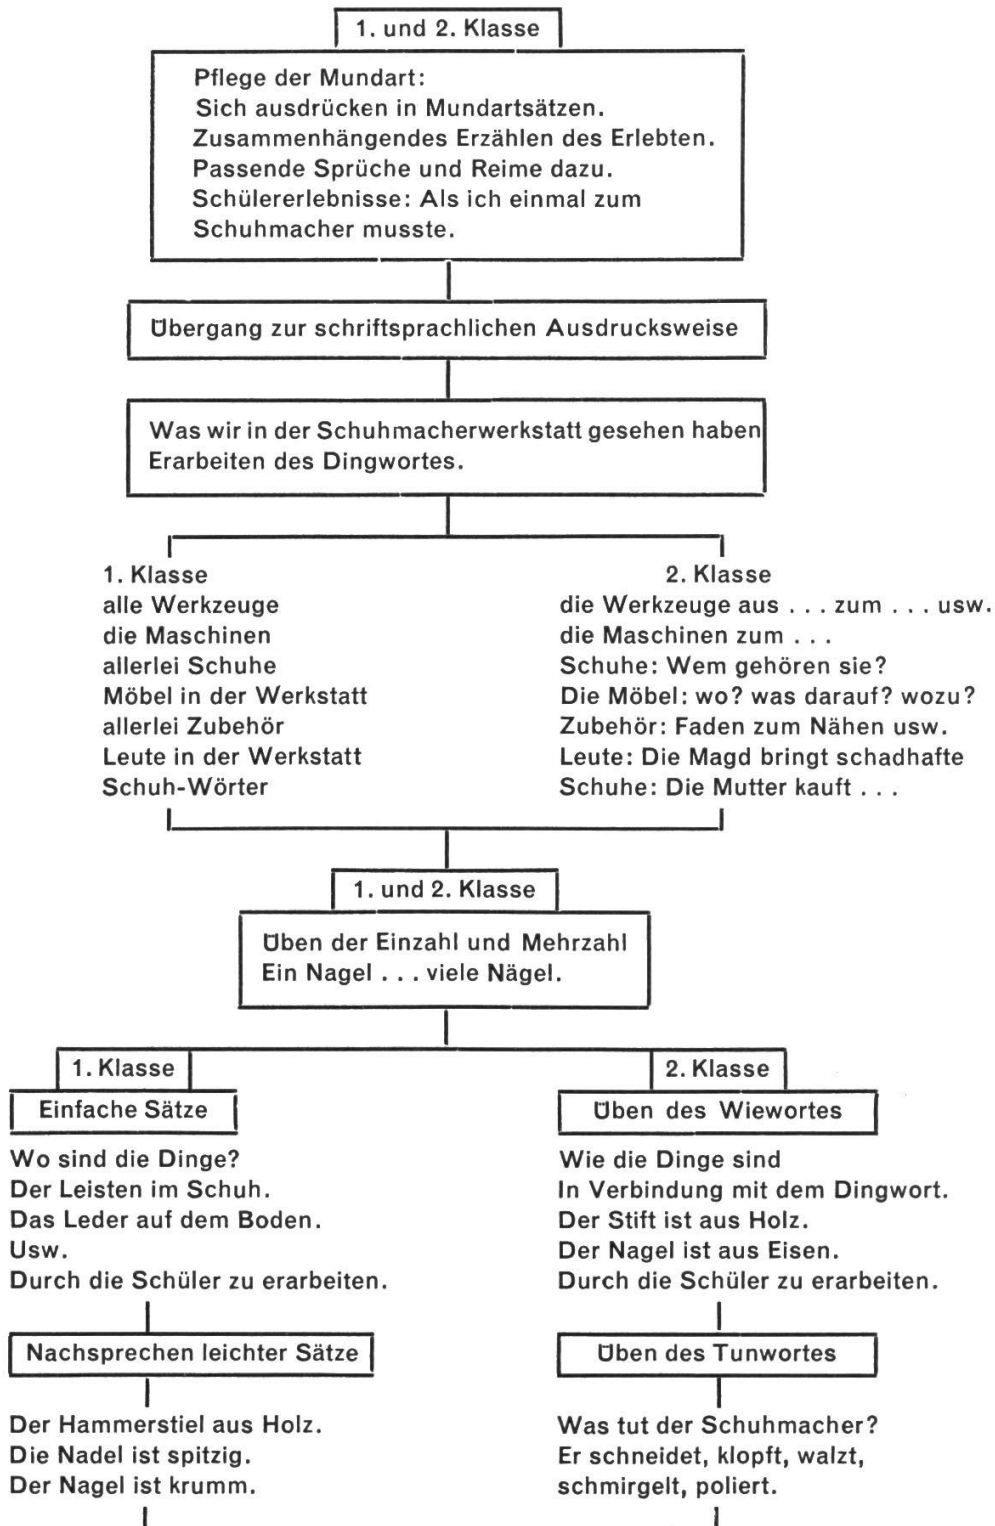 1. und 2. Klasse
Pflege der Mundart:
Sich ausdrücken in Mundartsätzen.
Zusammenhängendes Erzählen des Erlebten.
Passende Sprüche und Reime dazu.
Schülererlebnisse: Als ich einmal zum
Schuhmacher musste.
Übergang zur schriftsprachlichen Ausdrucksweise
Was wir in der Schuhmacherwerkstatt gesehen haben
Erarbeiten des Dingwortes.
1. Klasse
alle Werkzeuge
die Maschinen
allerlei Schuhe
Möbel in der Werkstatt
allerlei Zubehör
Leute in der Werkstatt
Schuh-Wörter
2. Klasse
die Werkzeuge aus . . . zum . . . usw.
die Maschinen zum . . .
Schuhe: Wem gehören sie?
Die Möbel: wo? was darauf? wozu?
Zubehör: Faden zum Nähen usw.
Leute: Die Magd bringt schadhafte
Schuhe: Die Mutter kauft . . .
1. und 2. Klasse
Üben der Einzahl und Mehrzahl
Ein Nagel . . . viele Nägel.
1. Klasse
Einfache Sätze
Wo sind die Dinge?
Der Leisten im Schuh.
Das Leder auf dem Boden.
Usw.
Durch die Schüler zu erarbeiten.
Nachsprechen leichter Sätze
Der Hammerstiel aus Holz.
Die Nadel ist spitzig.
Der Nagel ist krumm.
2. Klasse
Üben des Wiewortes
Wie die Dinge sind
In Verbindung mit dem Dingwort.
Der Stift ist aus Holz.
Der Nagel ist aus Eisen.
Durch die Schüler zu erarbeiten.
Üben des Tunwortes
Was tut der Schuhmacher?
Er schneidet, klopft, walzt,
schmirgelt, poliert.